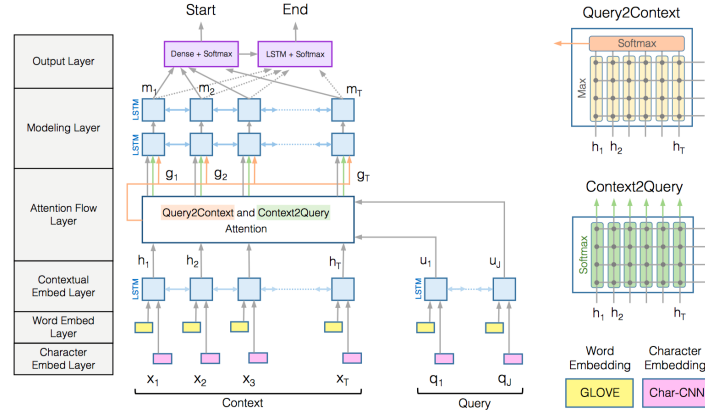 Start End
Query2Context
Output Layer
Dense + Softmax
LSTM + Softmax
Softmax
Max
m1 m2 mT
LSTM
Modeling Layer
LSTM
h1 h2 hT
g1 g2 gT
Attention Flow
Layer
Query2Context and Context2Query
Attention
Context2Query
Softmax
h1 h2 hT
u1 uJ
Contextual
Embed Layer
LSTM
LSTM
h1 h2 hT
Word Embed
Layer
Character
Embed Layer
x1 x2 x3 xT
q1 qJ
Context
Query
Word
Embedding
Character
Embedding
GLOVE
Char-CNN